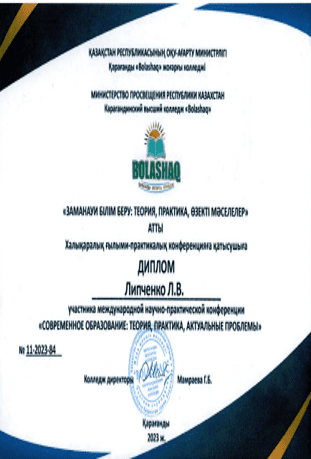 ҚАЗАҚСТАН РЕСПУБЛИКАСЫНЫҢ ОҚУ-АҒАРТУ МИНИСТРЛІГІ
Қарағанды «Bolashaq» жоғарғы колледжі
МИНИСТЕРСТВО ПРОСВЕЩЕНИЯ РЕСПУБЛИКИ КАЗАХСТАН
Карагандинский высший колледж «Bolashaq»
BOLASHAQ
«ЗАМАНАУИ БІЛІМ БЕРУ: ТЕОРИЯ, ПРАКТИКА, ӨЗЕКТІ МӘСЕЛЕЛЕР»
АТТЫ
Халықаралық ғылыми-практикалық конференцияға қатысушыға
ДИПЛОМ
Липченко Л.В.
участника международной научно-практической конференции
«СОВРЕМЕННОЕ ОБРАЗОВАНИЕ: ТЕОРИЯ, ПРАКТИКА, АКТУАЛЬНЫЕ ПРОБЛЕМЫ»
№ 11-2023-84
Колледж директоры Мамраева Г.Б.
Қарағанды
2023 ж.